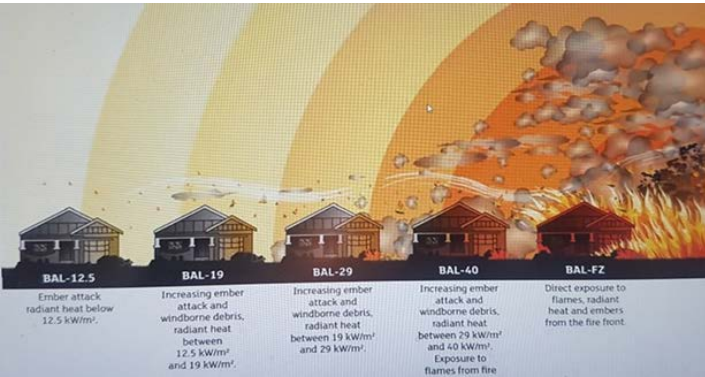 BAL-12.5
Ember attack
radiant heat below
12.5 kW/m².
BAL-19
Increasing ember
attack and
windborne debris,
radiant heat
between
12.5 kW/m²
and 19 kW/m².
BAL-29
Increasing ember
attack and
windborne debris,
radiant heat
between 19 kW/m²
and 29 kW/m².
BAL-40
Increasing ember
attack and
windborne debris,
radiant heat
between 29 kW/m²
and 40 kW/m².
Exposure to
flames from fire
BAL-FZ
Direct exposure to
flames, radiant
heat and embers
from the fire front.